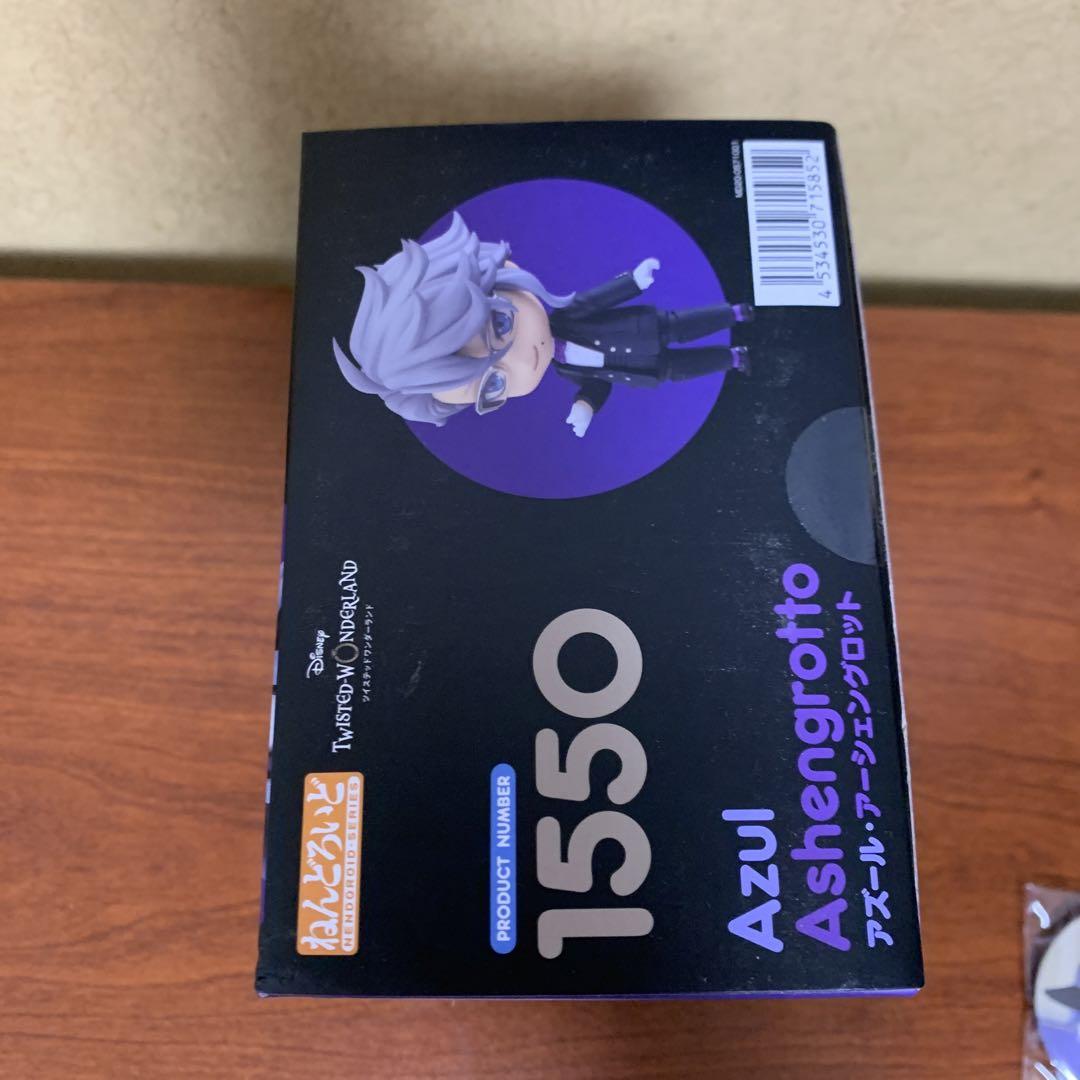 ねんどろいど
NENDOROID-SERIES
Disney
TWISTED-WONDERLAND
ツイステッドワンダーランド
PRODUCT NUMBER
1550
Azul
Ashengrotto
アズール・アーシェングロット
4 534530 715852